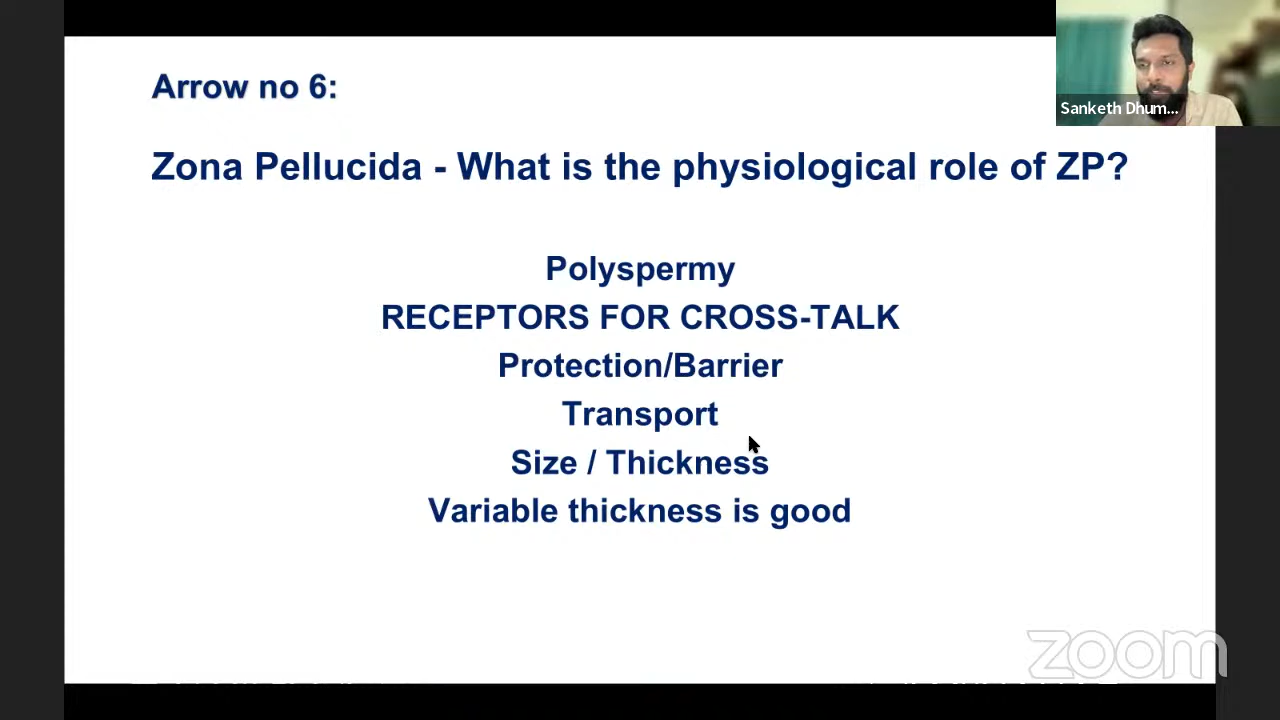 Arrow no 6:
Sanketh Dhum...
Zona Pellucida - What is the physiological role of ZP?
Polyspermy
RECEPTORS FOR CROSS-TALK
Protection/Barrier
Transport
Size / Thickness
Variable thickness is good
zoom